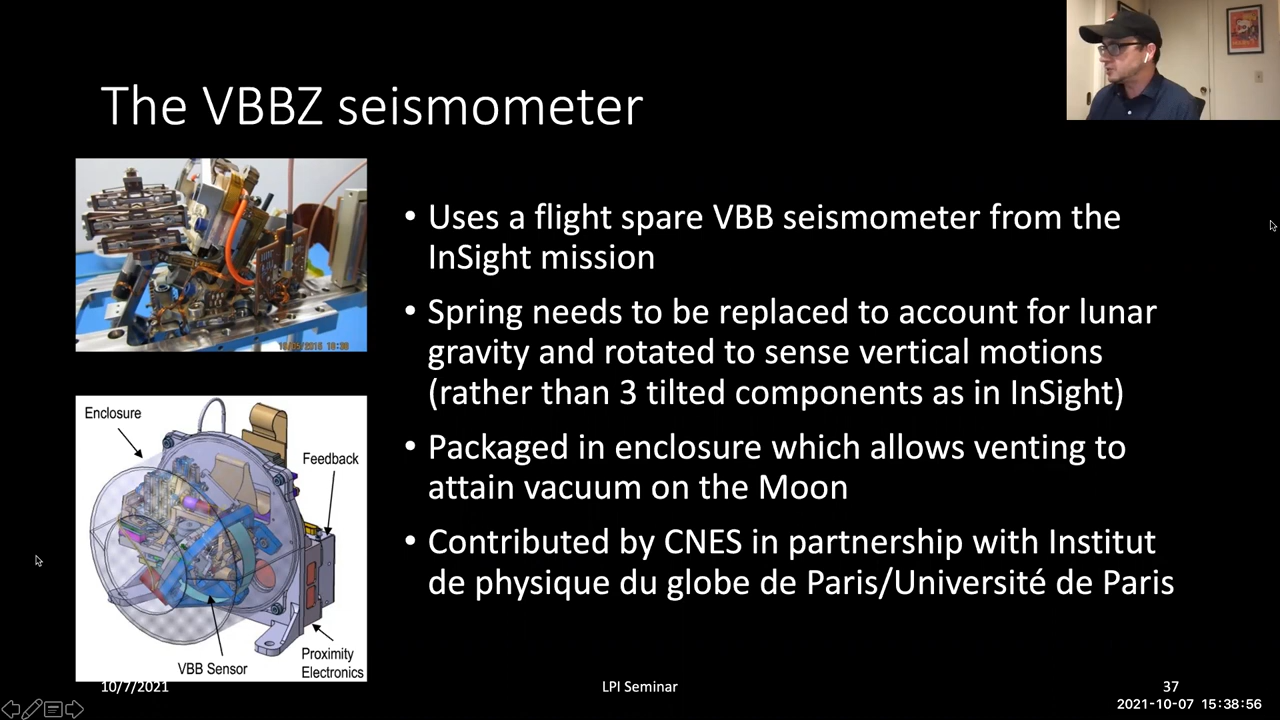 The VBBZ seismometer
• Uses a flight spare VBB seismometer from the
InSight mission
• Spring needs to be replaced to account for lunar
gravity and rotated to sense vertical motions
(rather than 3 tilted components as in InSight)
• Packaged in enclosure which allows venting to
attain vacuum on the Moon
• Contributed by CNES in partnership with Institut
de physique du globe de Paris/Université de Paris
Enclosure
Feedback
VBB Sensor
Proximity
Electronics
10/7/2021
LPI Seminar
37
2021-10-07 15:38:56